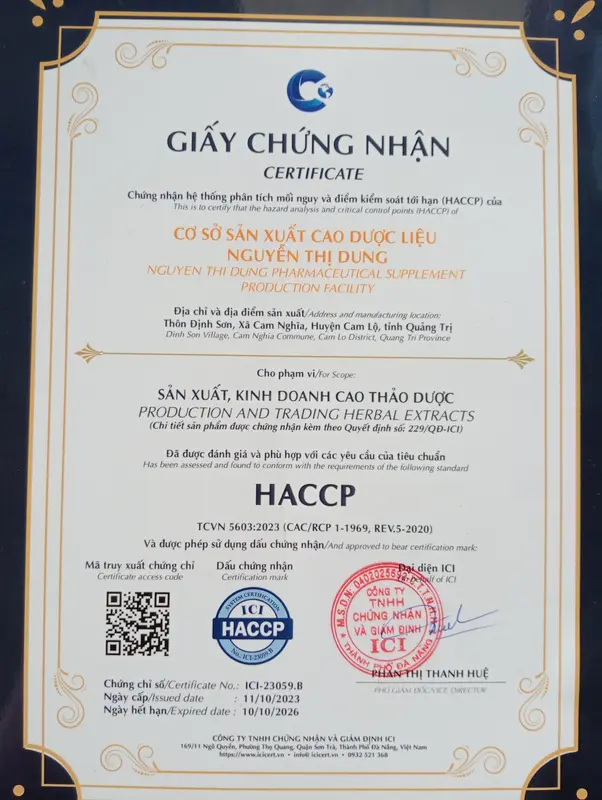 GIẤY CHỨNG NHẬN
CERTIFICATE
Chứng nhận hệ thống phân tích mối nguy và điểm kiểm soát tới hạn (HACCP) của
This is to certify that the hazard analysis and critical control points (HACCP) of
CƠ SỞ SẢN XUẤT CAO DƯỢC LIỆU
NGUYỄN THỊ DUNG
NGUYEN THI DUNG PHARMACEUTICAL SUPPLEMENT
PRODUCTION FACILITY
Địa chỉ và địa điểm sản xuất/Address and manufacturing location:
Thôn Định Sơn, Xã Cam Nghĩa, Huyện Cam Lộ, tỉnh Quảng Trị
Dinh Son Village, Cam Nghia Commune, Cam Lo District, Quang Tri Province
Cho phạm vi/For Scope:
SẢN XUẤT, KINH DOANH CAO THẢO DƯỢC
PRODUCTION AND TRADING HERBAL EXTRACTS
(Chi tiết sản phẩm được chứng nhận kèm theo Quyết định số: 229/QĐ-ICI)
Đã được đánh giá và phù hợp với các yêu cầu của tiêu chuẩn
Has been assessed and found to conform with the requirements of the following standard
HACCP
TCVN 5603:2023 (CAC/RCP 1-1969, REV.5-2020)
Và được phép sử dụng dấu chứng nhận/And approved to bear certification mark:
Mã truy xuất chứng chỉ
Certificate access code
Dấu chứng nhận
Certification mark
Đại diện ICI
On behalf of ICI
SYSTEM CERTIFICATION
ICI
HACCP
No.: ICI-23059.B
CÔNG TY
TNHH
CHỨNG NHẬN
VÀ GIÁM ĐỊNH
ICI
THÀNH PHỐ ĐÀ NẴNG
PHAN THỊ THANH HUỆ
PHÓ GIÁM ĐỐC/VICE DIRECTOR
Chứng chỉ số/Certificate No.: ICI-23059.B
Ngày cấp/Issued date : 11/10/2023
Ngày hết hạn/Expired date : 10/10/2026
CÔNG TY TNHH CHỨNG NHẬN VÀ GIÁM ĐỊNH ICI
169/11 Ngô Quyền, Phường Thọ Quang, Quận Sơn Trà, Thành Phố Đà Nẵng, Việt Nam
https://www.icicert.vn • info@icicert.vn • 0932 521 368